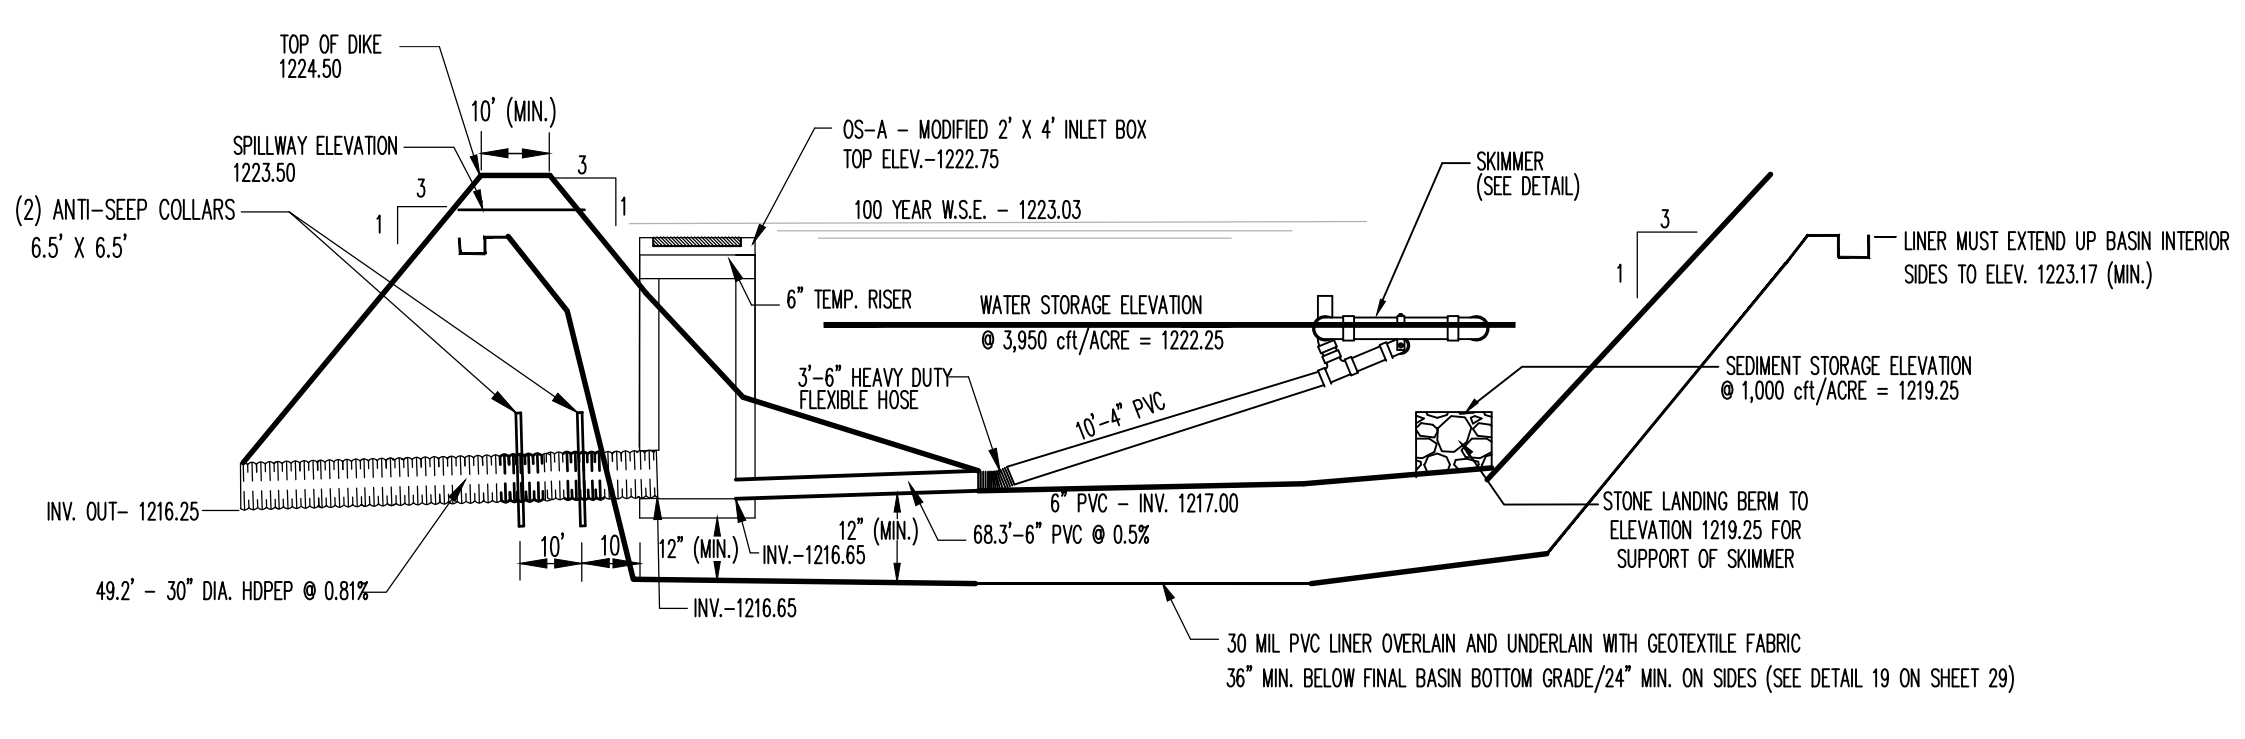 TOP OF DIKE
1224.50
10' (MIN.)
SPILLWAY ELEVATION
1223.50
3
1
3
1
(2) ANTI-SEEP COLLARS
6.5' X 6.5'
OS-A - MODIFIED 2' X 4' INLET BOX
TOP ELEV.-1222.75
100 YEAR W.S.E. - 1223.03
SKIMMER
(SEE DETAIL)
3
1
LINER MUST EXTEND UP BASIN INTERIOR
SIDES TO ELEV. 1223.17 (MIN.)
6" TEMP. RISER
WATER STORAGE ELEVATION
@ 3,950 cft/ACRE = 1222.25
3'-6" HEAVY DUTY
FLEXIBLE HOSE
10'-4" PVC
SEDIMENT STORAGE ELEVATION
@ 1,000 cft/ACRE = 1219.25
INV. OUT- 1216.25
6" PVC - INV. 1217.00
STONE LANDING BERM TO
ELEVATION 1219.25 FOR
SUPPORT OF SKIMMER
10'
10
12" (MIN.)
INV.-1216.65
12" (MIN.)
68.3'-6" PVC @ 0.5%
49.2' - 30" DIA. HDPEP @ 0.81%
INV.-1216.65
30 MIL PVC LINER OVERLAIN AND UNDERLAIN WITH GEOTEXTILE FABRIC
36" MIN. BELOW FINAL BASIN BOTTOM GRADE/24" MIN. ON SIDES (SEE DETAIL 19 ON SHEET 29)